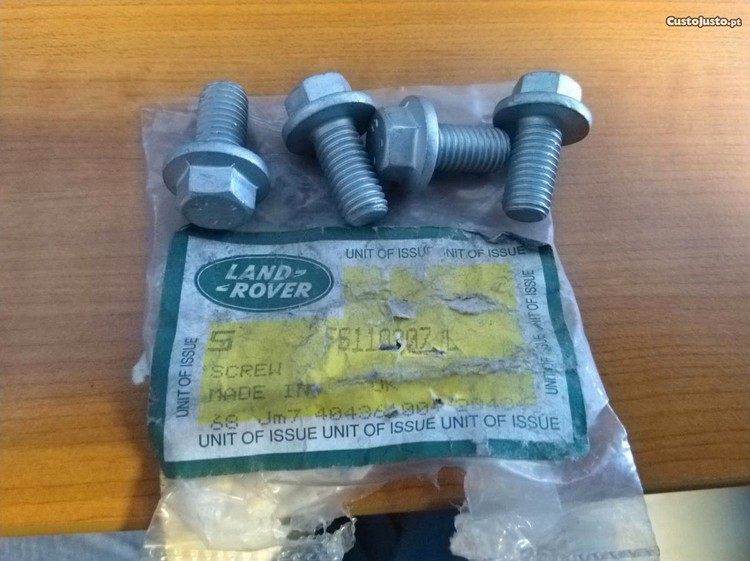 CustoJusto.pt
UNIT OF ISSUE UNIT OF ISSUE
LAND
ROVER
UNIT OF ISSUE
5
SCREW
MADE IN UK
UNIT OF ISSUE
UNIT OF ISSUE UNIT OF ISSUE UNIT OF ISSUE